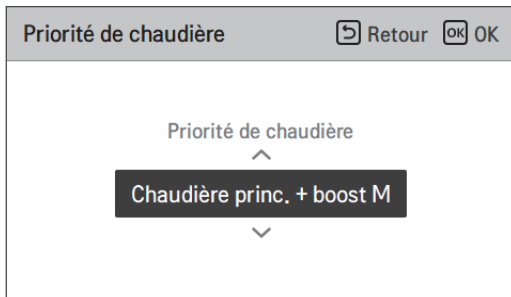 Priorité de chaudière Retour OK OK
Priorité de chaudière
Chaudière princ. + boost M